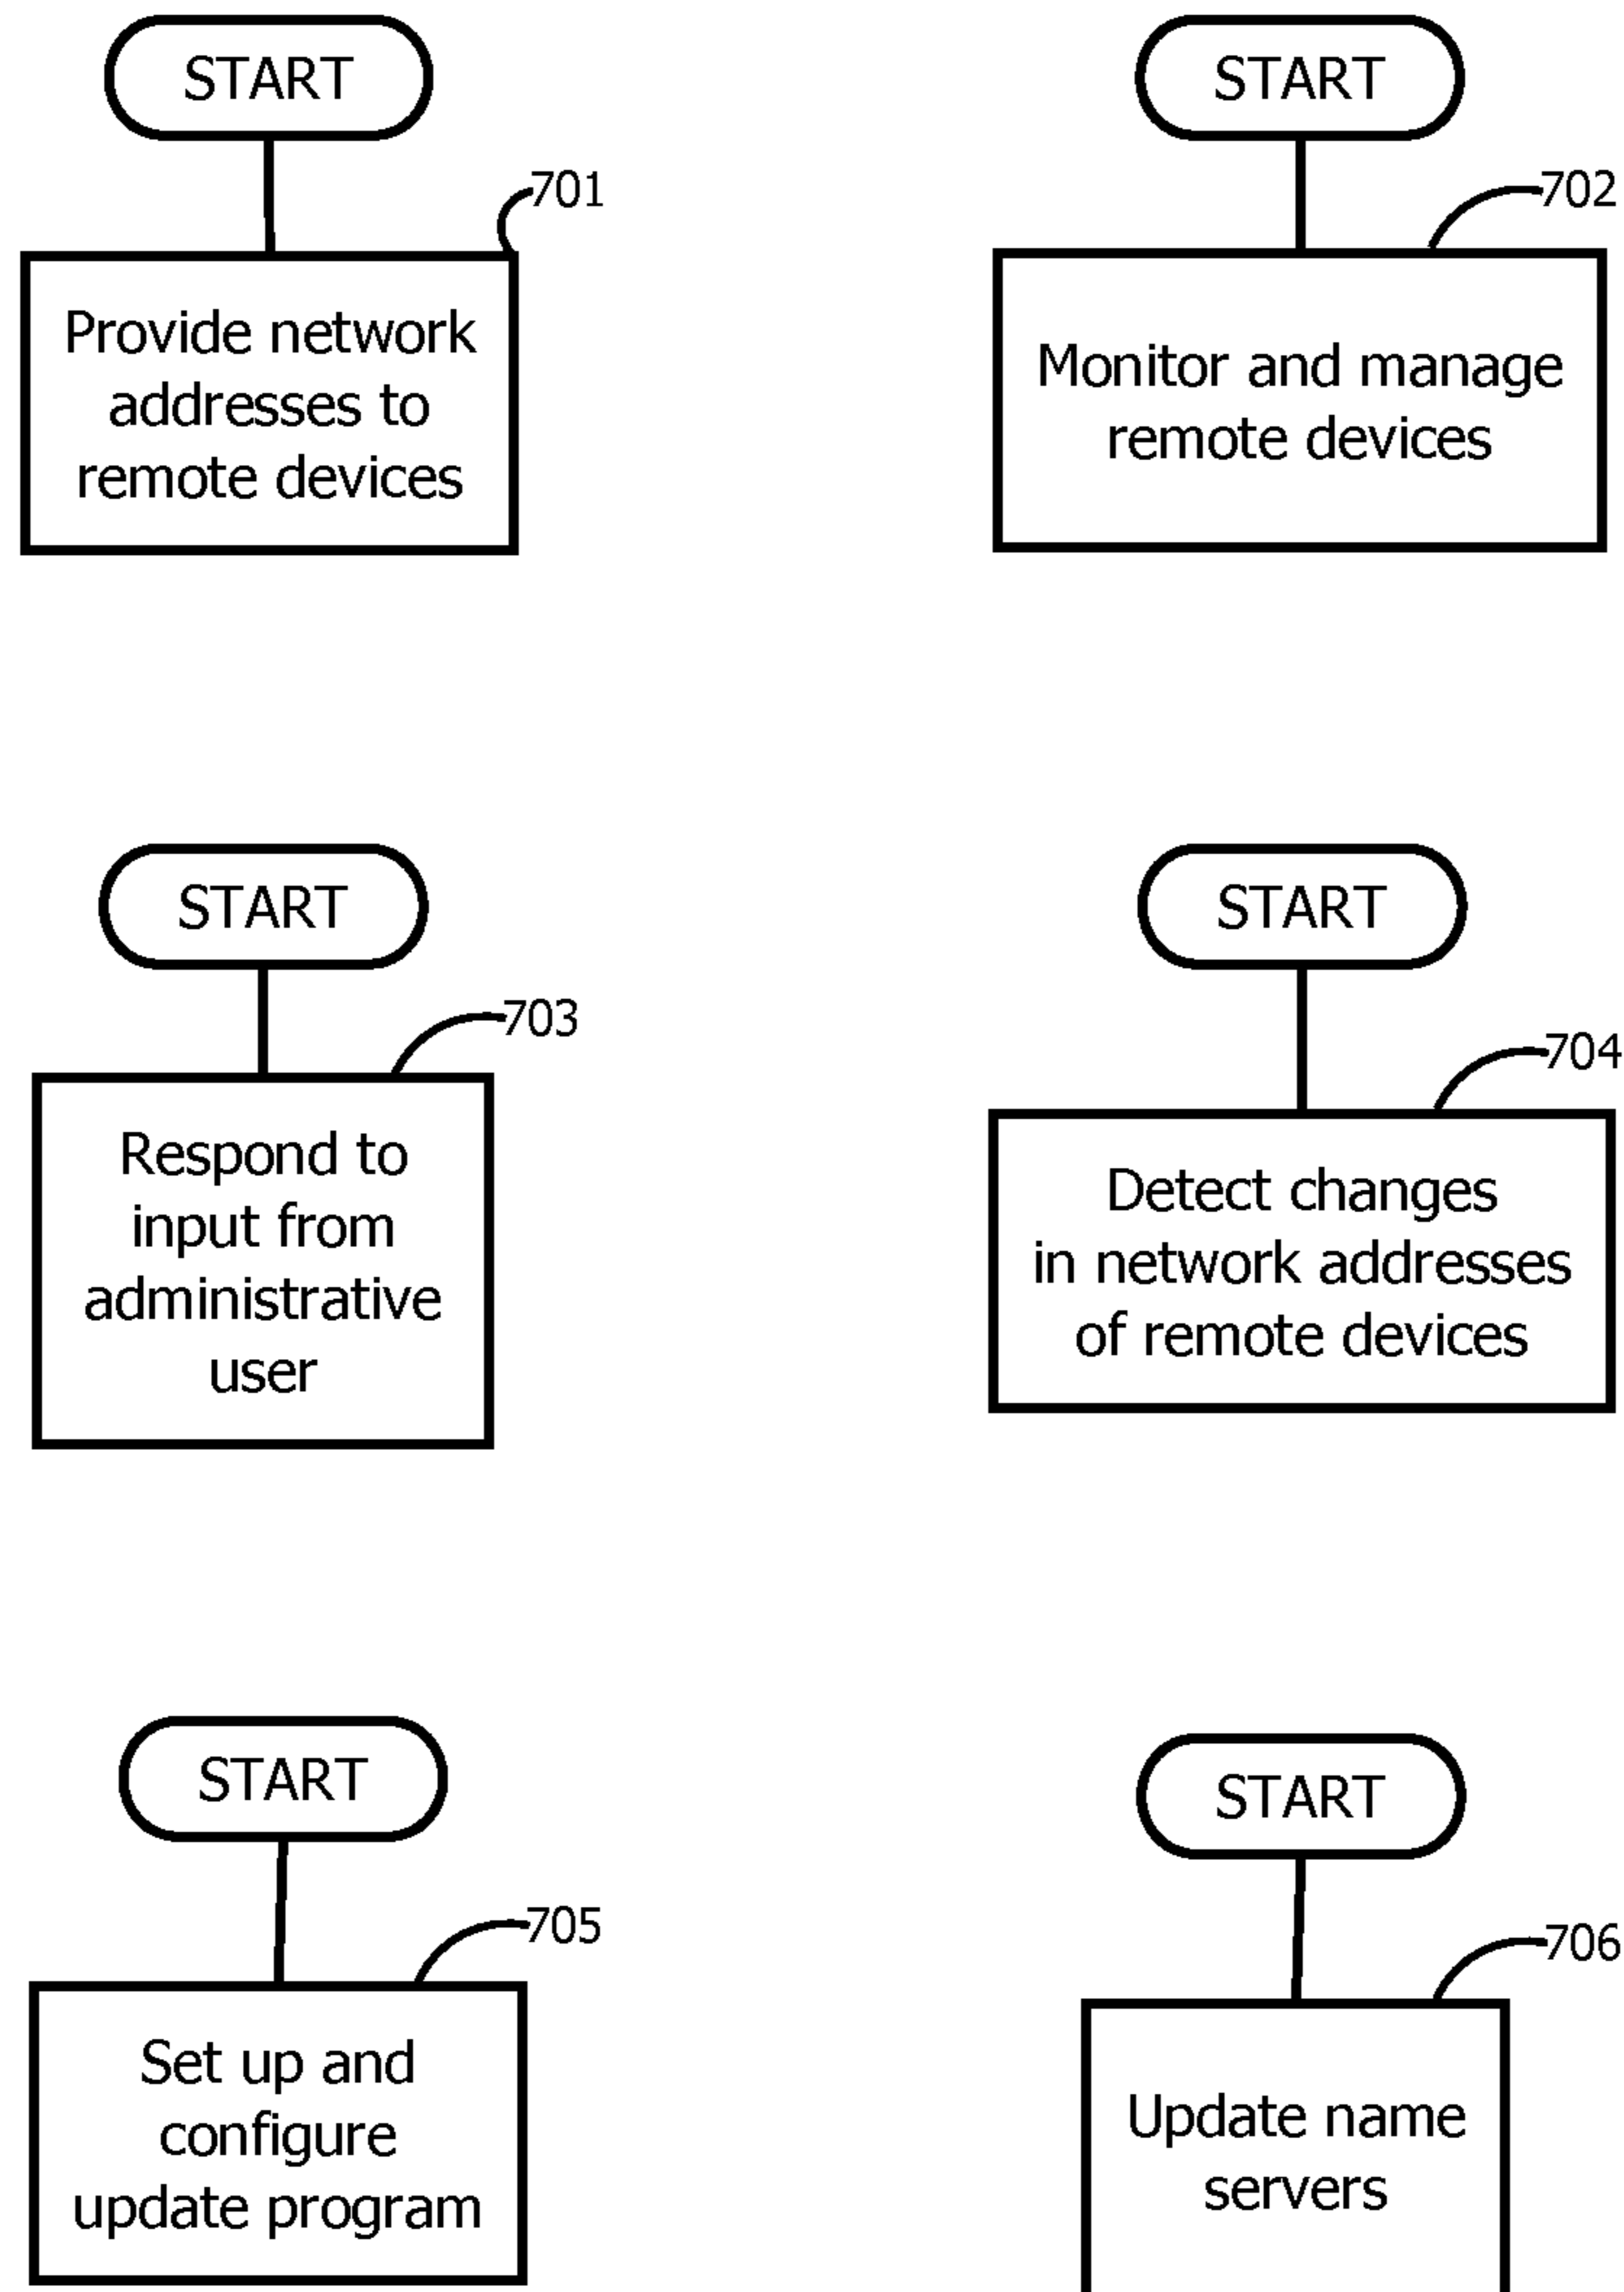 START
701
Provide network
addresses to
remote devices
START
702
Monitor and manage
remote devices
START
703
Respond to
input from
administrative
user
START
704
Detect changes
in network addresses
of remote devices
START
705
Set up and
configure
update program
START
706
Update name
servers